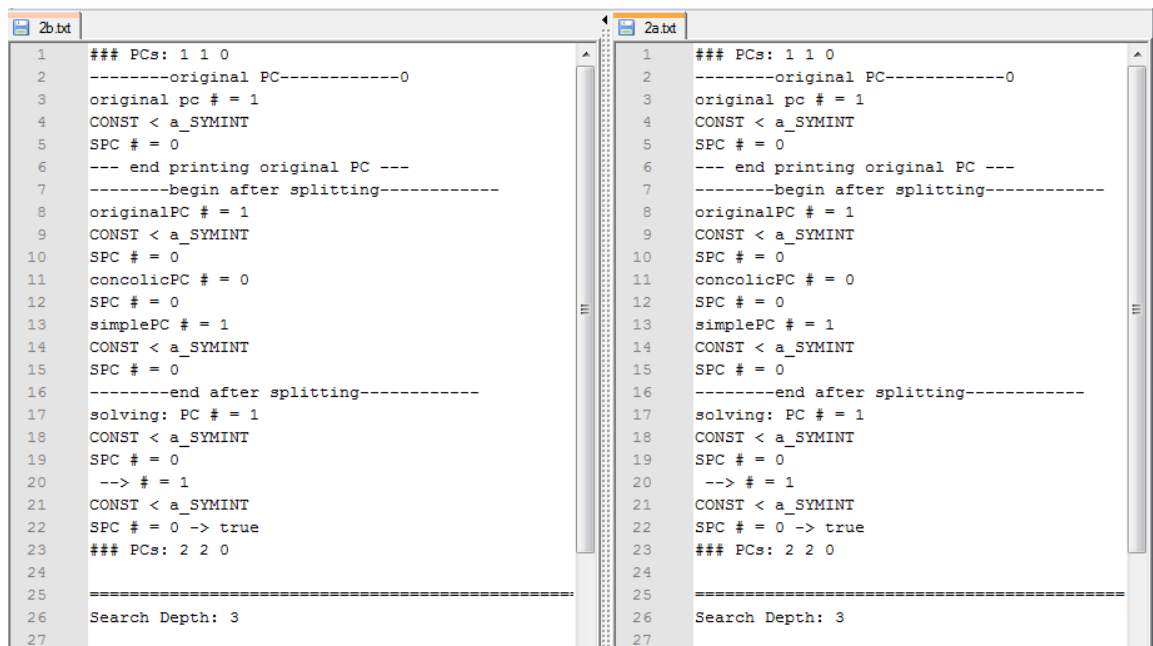 2b.txt
1 ### PCs: 1 1 0
2 --------original PC------------0
3 original pc # = 1
4 CONST < a_SYMINT
5 SPC # = 0
6 --- end printing original PC ---
7 --------begin after splitting------------
8 originalPC # = 1
9 CONST < a_SYMINT
10 SPC # = 0
11 concolicPC # = 0
12 SPC # = 0
13 simplePC # = 1
14 CONST < a_SYMINT
15 SPC # = 0
16 --------end after splitting------------
17 solving: PC # = 1
18 CONST < a_SYMINT
19 SPC # = 0
20 --> # = 1
21 CONST < a_SYMINT
22 SPC # = 0 -> true
23 ### PCs: 2 2 0
24
25 =================================================
26 Search Depth: 3
27
2a.txt
1 ### PCs: 1 1 0
2 --------original PC------------0
3 original pc # = 1
4 CONST < a_SYMINT
5 SPC # = 0
6 --- end printing original PC ---
7 --------begin after splitting------------
8 originalPC # = 1
9 CONST < a_SYMINT
10 SPC # = 0
11 concolicPC # = 0
12 SPC # = 0
13 simplePC # = 1
14 CONST < a_SYMINT
15 SPC # = 0
16 --------end after splitting------------
17 solving: PC # = 1
18 CONST < a_SYMINT
19 SPC # = 0
20 --> # = 1
21 CONST < a_SYMINT
22 SPC # = 0 -> true
23 ### PCs: 2 2 0
24
25 ===========================================
26 Search Depth: 3
27